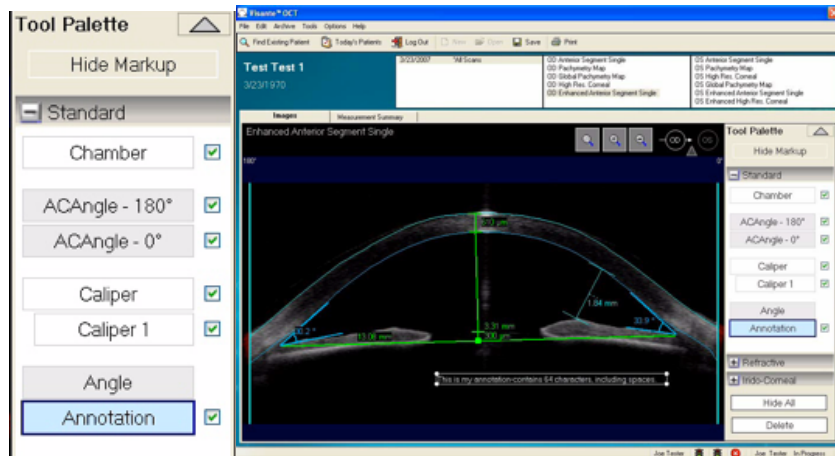 Tool Palette
Hide Markup
Standard
Chamber
ACAngle - 180°
ACAngle - 0°
Caliper
Caliper 1
Angle
Annotation
Visante™ OCT
File Edit Archive Tools Options Help
Find Existing Patient Today's Patients Log Out New Open Save Print
Test Test 1
3/23/1970
3/23/2007 *All Scans
OD Anterior Segment Single
OD Pachymetry Map
OD Global Pachymetry Map
OD High Res. Corneal
OD Enhanced Anterior Segment Single
OS Anterior Segment Single
OS Pachymetry Map
OS High Res. Corneal
OS Global Pachymetry Map
OS Enhanced Anterior Segment Single
OS Enhanced High Res. Corneal
Images Measurement Summary
Enhanced Anterior Segment Single
OD OS
180° 0°
1.84 mm
30.2 °
33.9 °
13.08 mm
3.31 mm
300 µm
This is my annotation-contains 64 characters, including spaces.
Tool Palette
Hide Markup
Standard
Chamber
ACAngle - 180°
ACAngle - 0°
Caliper
Caliper 1
Angle
Annotation
Refractive
Irido-Corneal
Hide All
Delete
Joe Tester Joe Tester In Progress